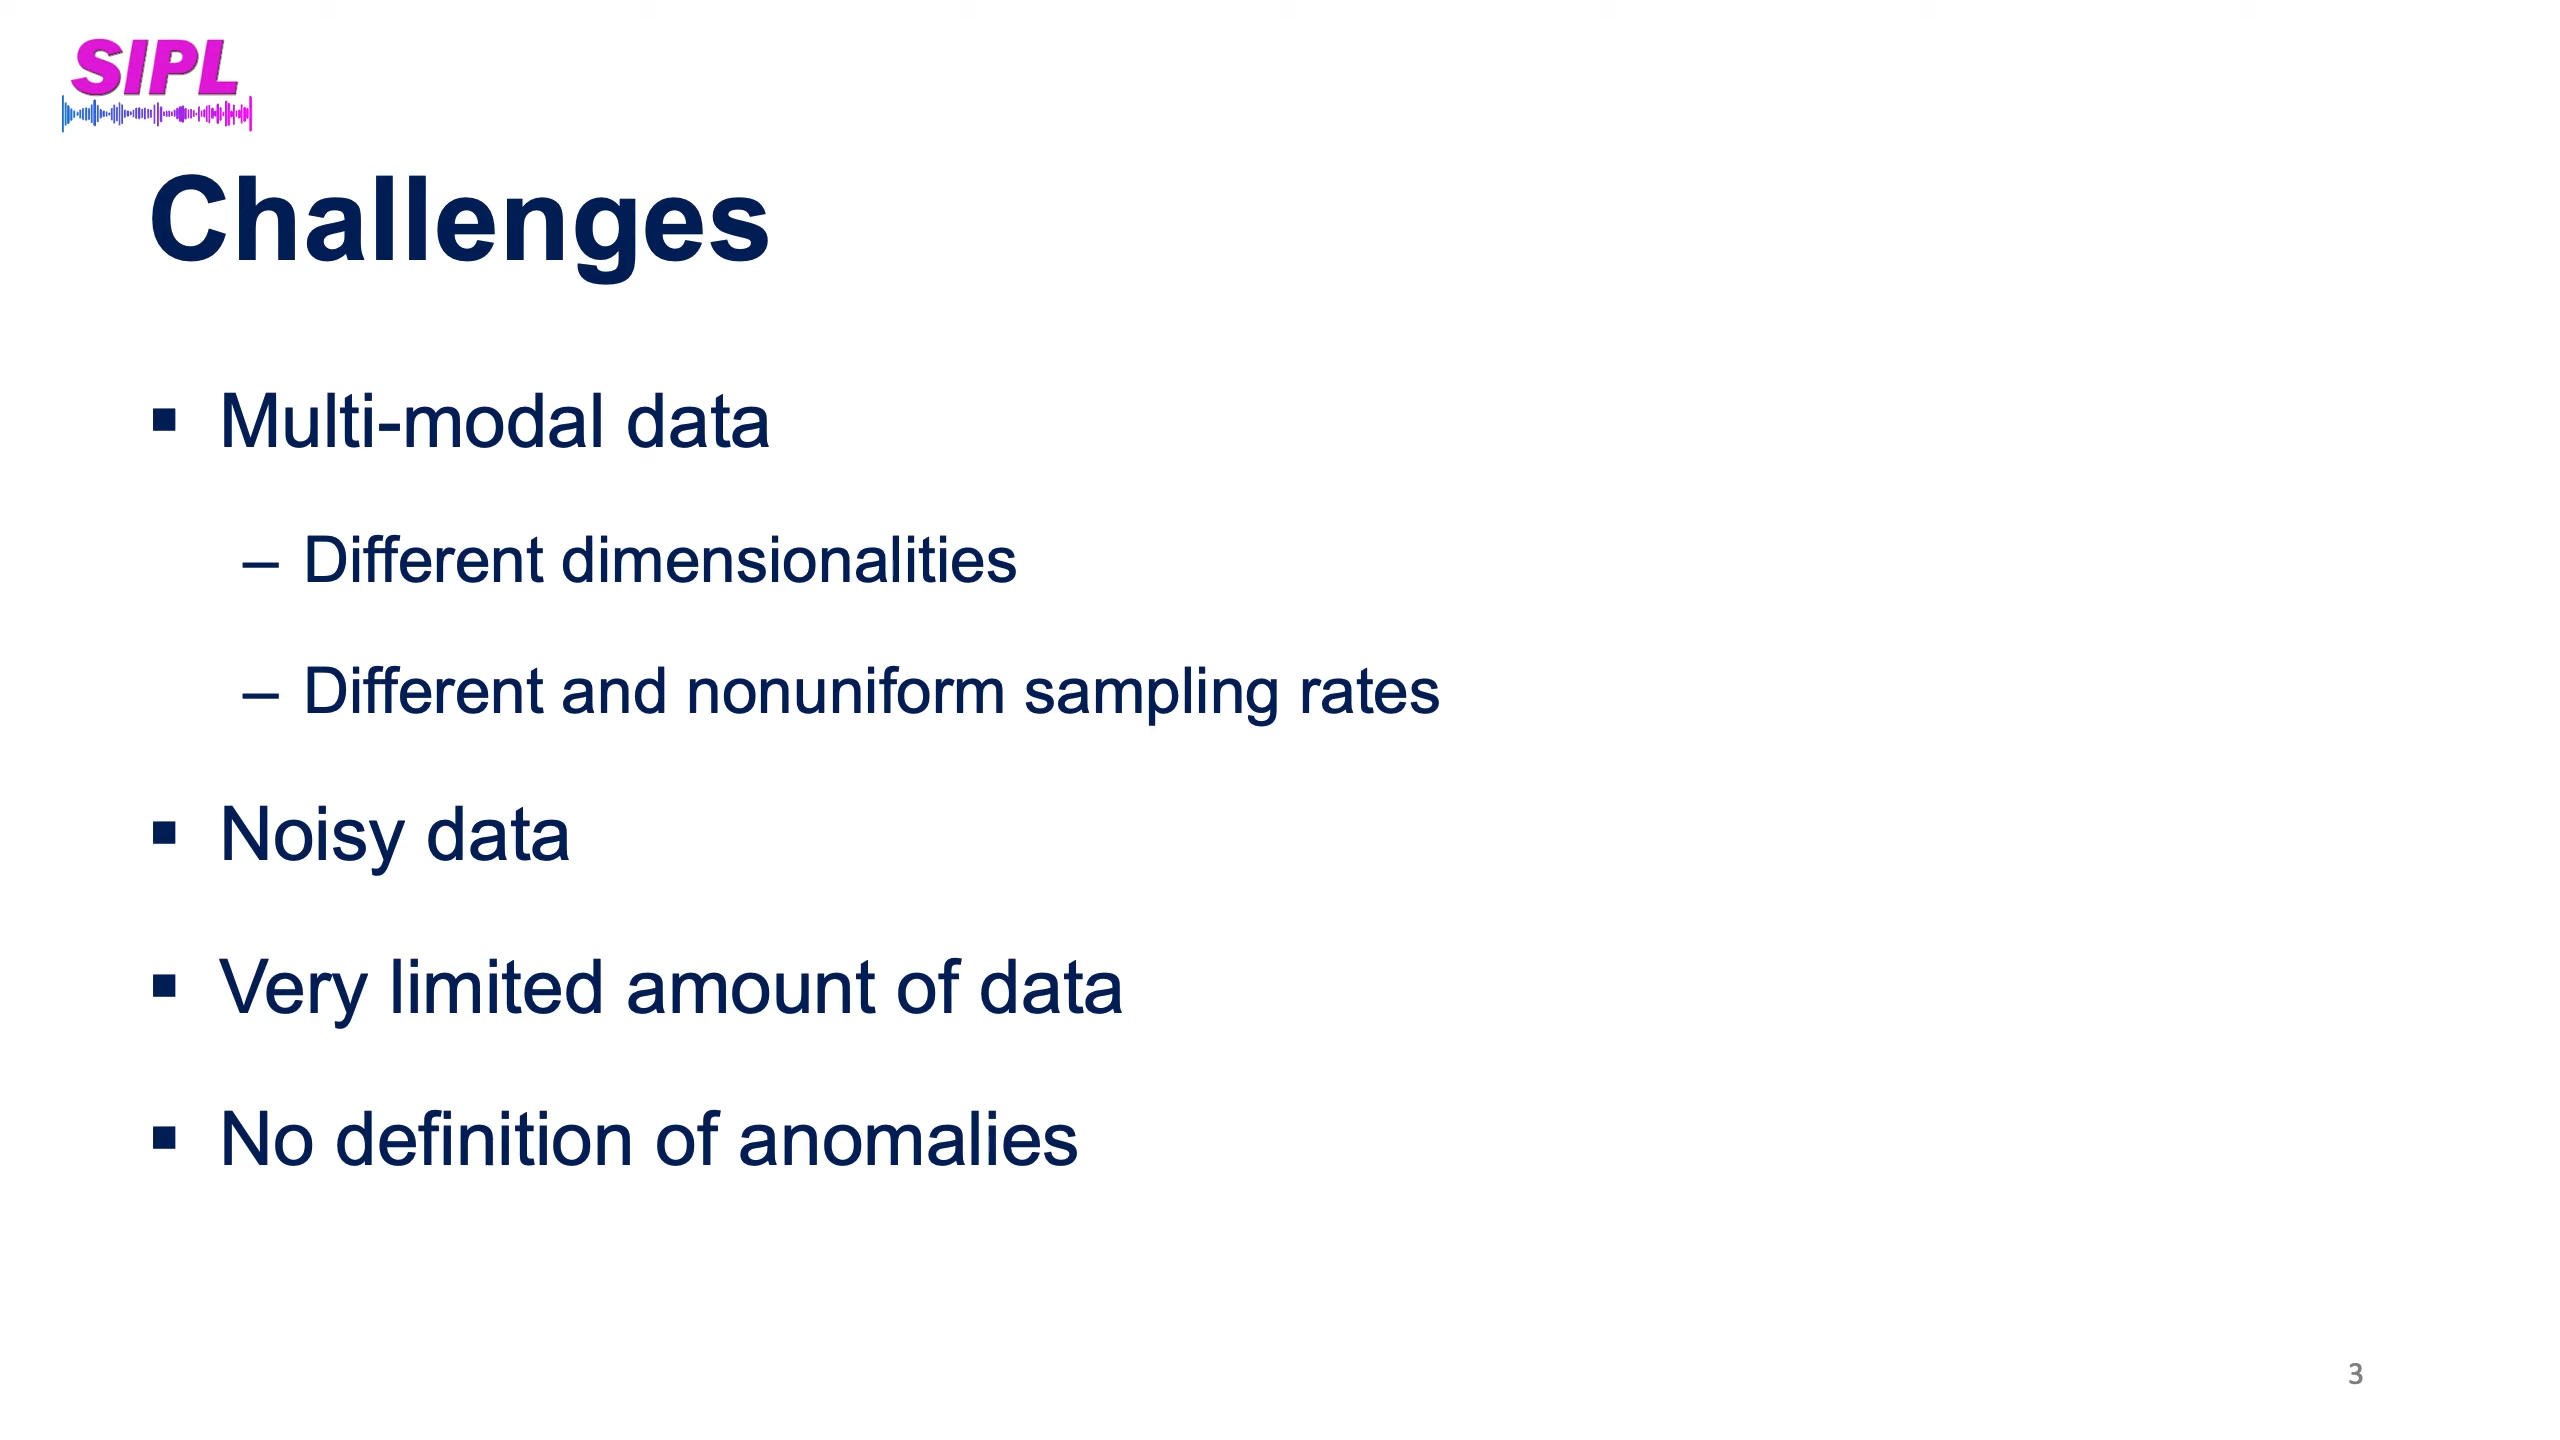 SIPL
Challenges
▪ Multi-modal data
– Different dimensionalities
– Different and nonuniform sampling rates
▪ Noisy data
▪ Very limited amount of data
▪ No definition of anomalies
3